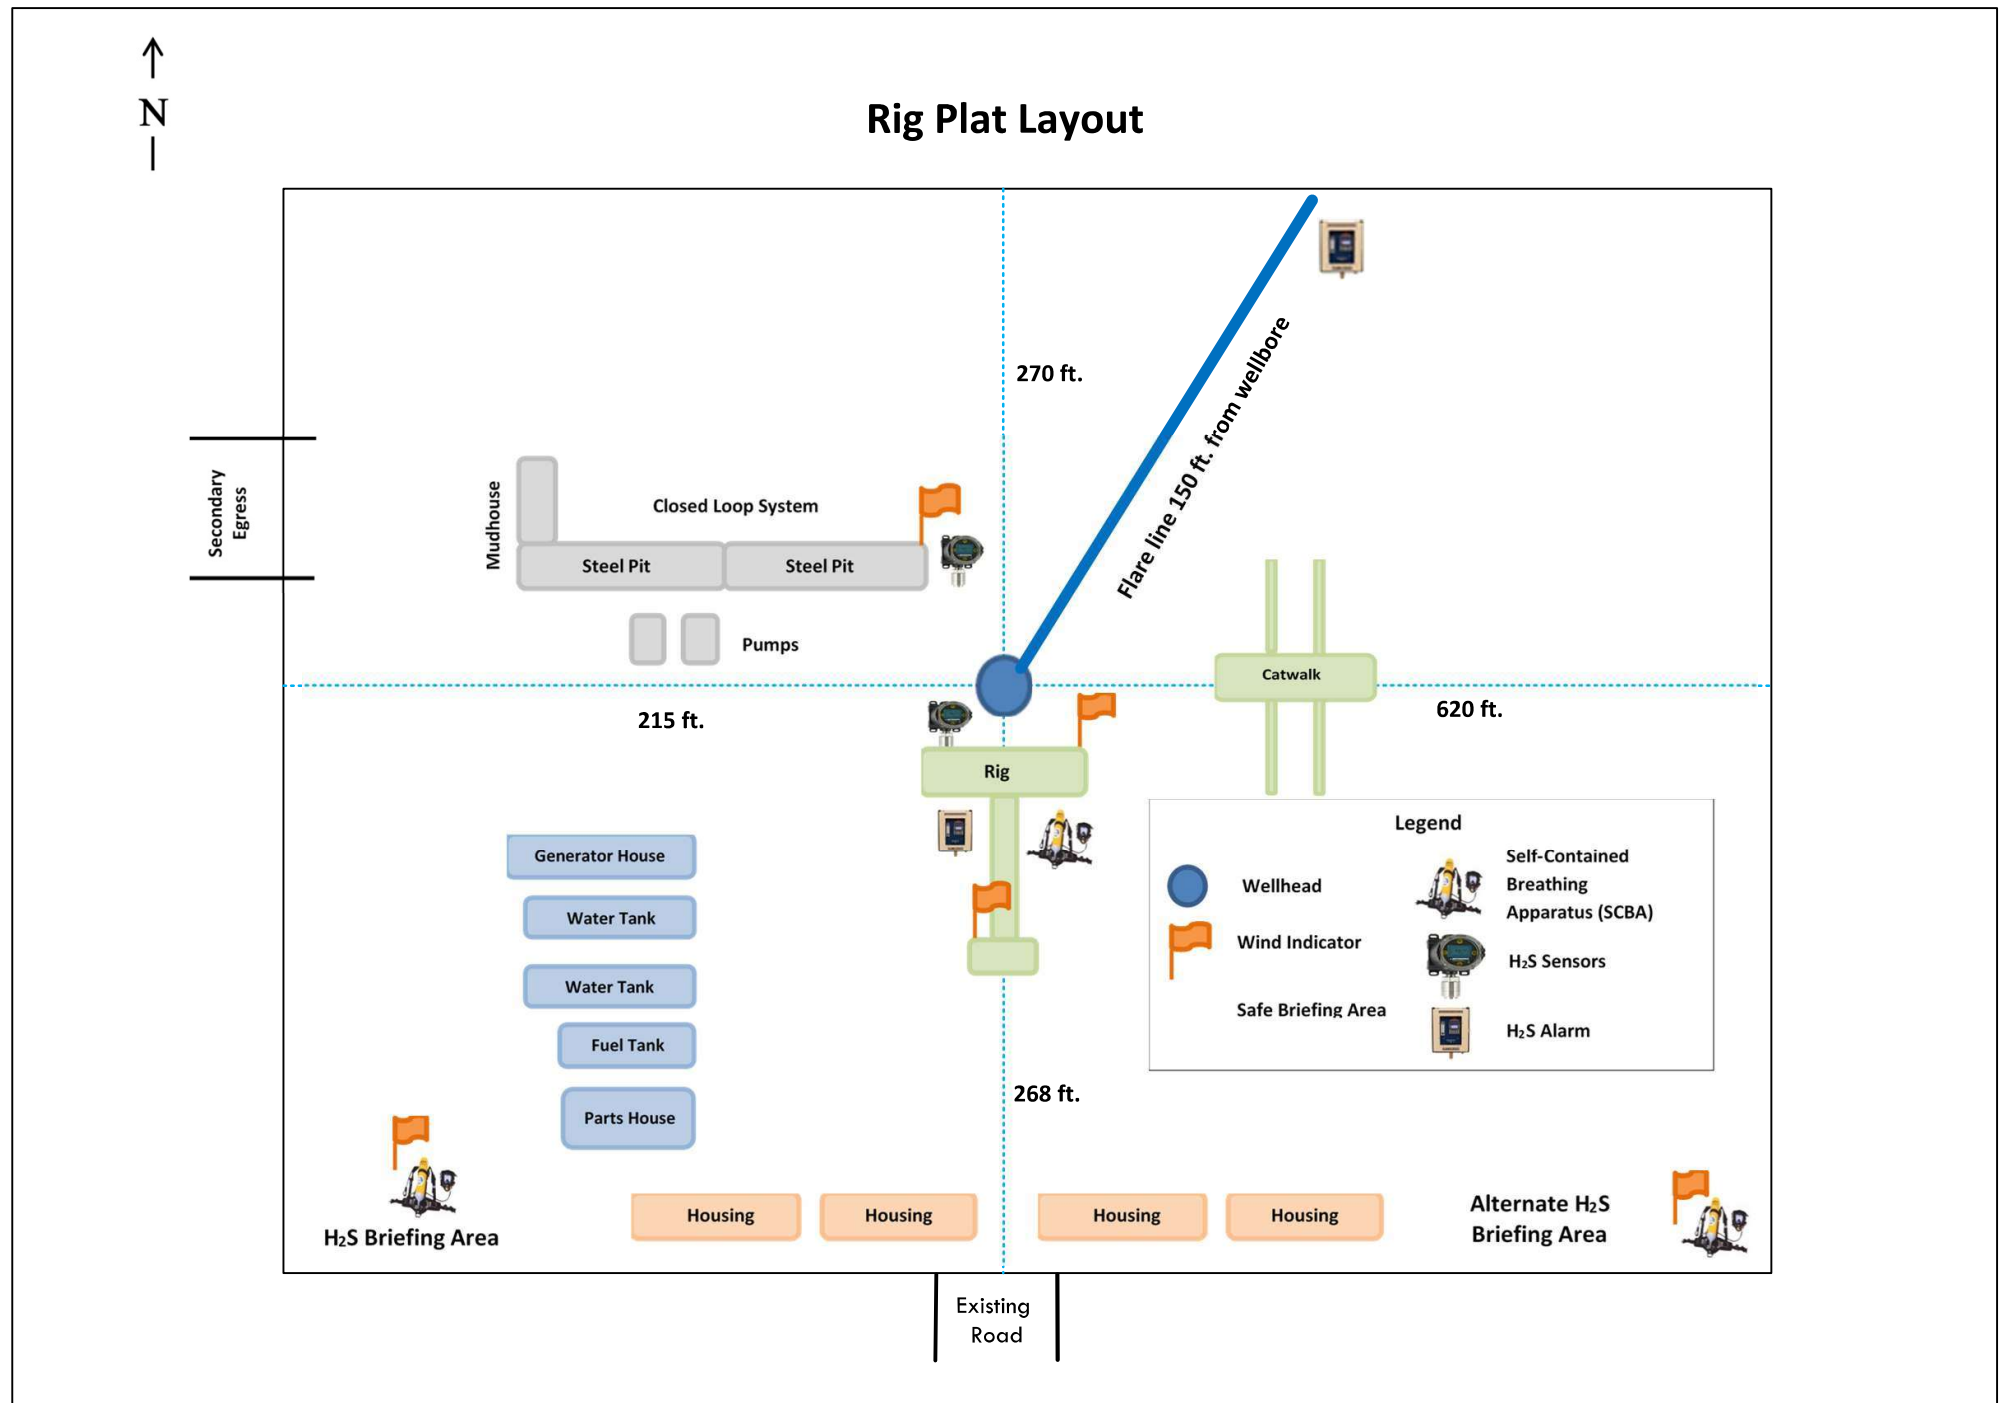 N
Rig Plat Layout
270 ft.
Flare line 150 ft. from wellbore
Secondary
Egress
Mudhouse
Closed Loop System
Steel Pit
Steel Pit
Pumps
Catwalk
215 ft.
620 ft.
Rig
Legend
Wellhead
Wind Indicator
Safe Briefing Area
Self-Contained
Breathing
Apparatus (SCBA)
H₂S Sensors
H₂S Alarm
Generator House
Water Tank
Water Tank
Fuel Tank
Parts House
268 ft.
H₂S Briefing Area
Housing
Housing
Housing
Housing
Alternate H₂S
Briefing Area
Existing
Road